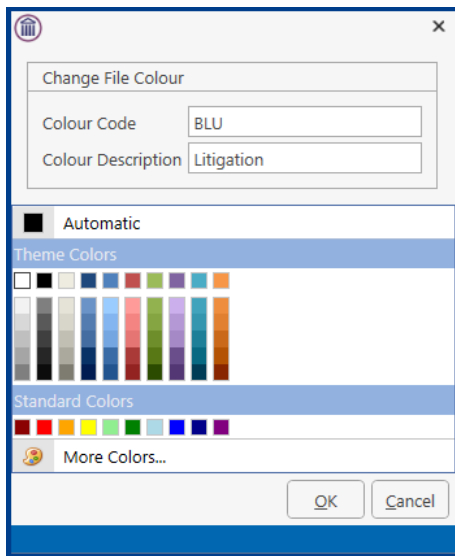 Change File Colour
Colour Code BLU
Colour Description Litigation
Automatic
Theme Colors
Standard Colors
More Colors...
OK Cancel